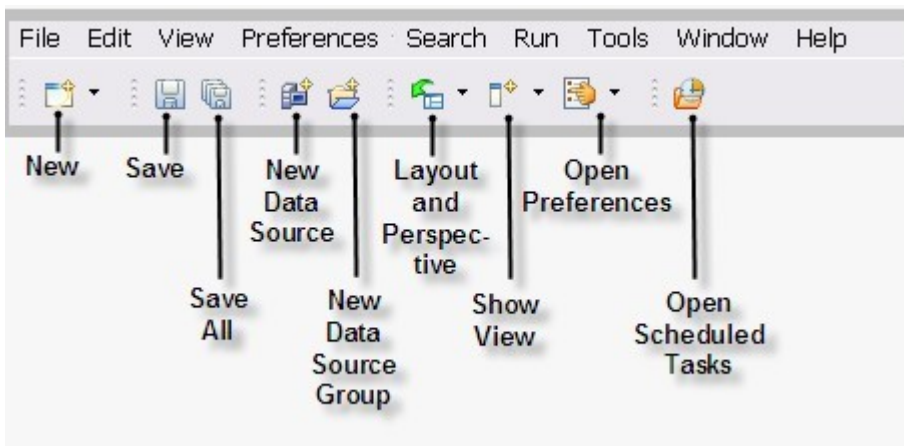 File Edit View Preferences Search Run Tools Window Help
New
Save
New
Data
Source
Layout
and
Perspec-
tive
Open
Preferences
Save
All
New
Data
Source
Group
Show
View
Open
Scheduled
Tasks